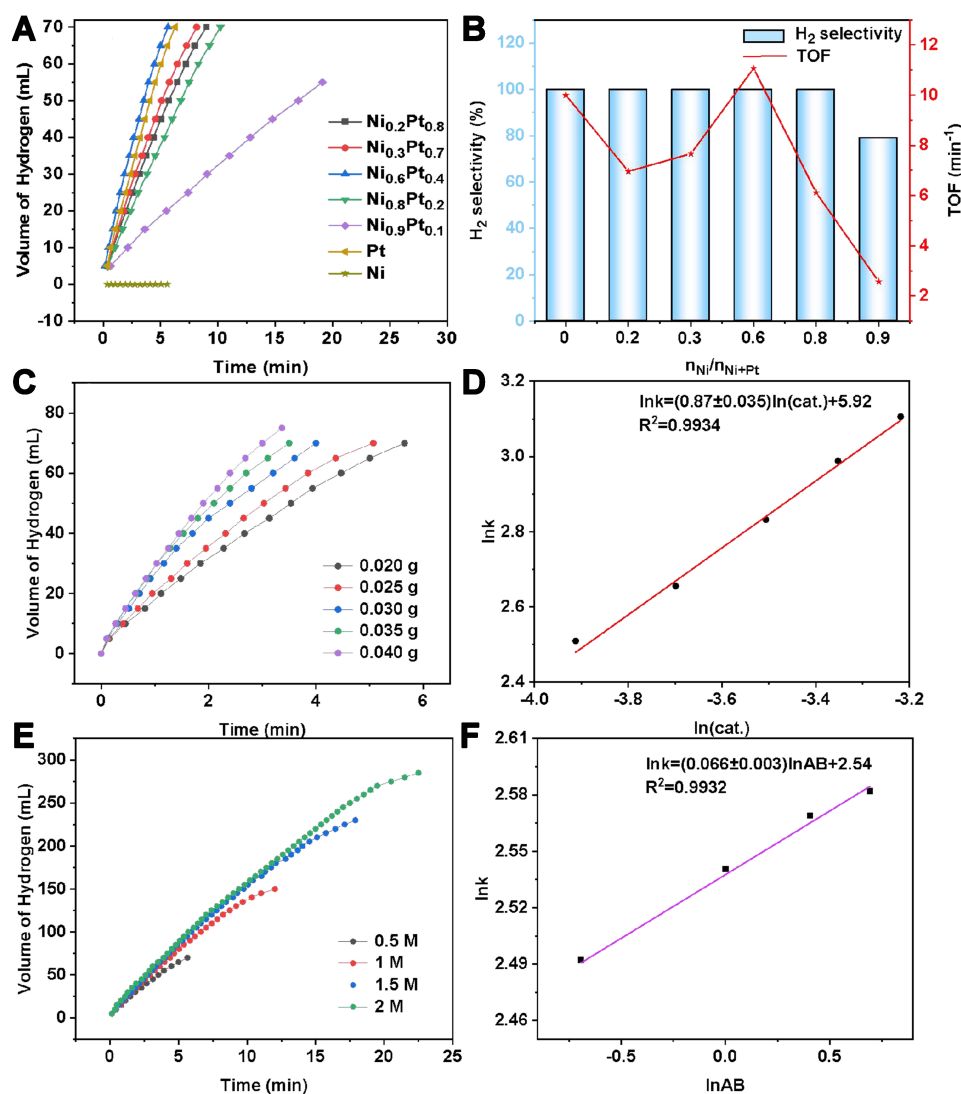 A
Volume of Hydrogen (mL)
70
60
50
40
30
20
10
0
-10
0 5 10 15 20 25 30
Time (min)
Ni0.2Pt0.8
Ni0.3Pt0.7
Ni0.6Pt0.4
Ni0.8Pt0.2
Ni0.9Pt0.1
Pt
Ni
B
H2 selectivity (%)
120
100
80
60
40
20
0
H2 selectivity
TOF
12
10
8
6
4
2
TOF (min-1)
0 0.2 0.3 0.6 0.8 0.9
nNi/nNi+Pt
C
Volume of Hydrogen (mL)
80
60
40
20
0
0 2 4 6
Time (min)
0.020 g
0.025 g
0.030 g
0.035 g
0.040 g
D
lnk
3.2
3.0
2.8
2.6
2.4
lnk=(0.87±0.035)ln(cat.)+5.92
R2=0.9934
-4.0 -3.8 -3.6 -3.4 -3.2
ln(cat.)
E
Volume of Hydrogen (mL)
300
250
200
150
100
50
0
0 5 10 15 20 25
Time (min)
0.5 M
1 M
1.5 M
2 M
F
lnk
2.61
2.58
2.55
2.52
2.49
2.46
lnk=(0.066±0.003)lnAB+2.54
R2=0.9932
-0.5 0.0 0.5
lnAB